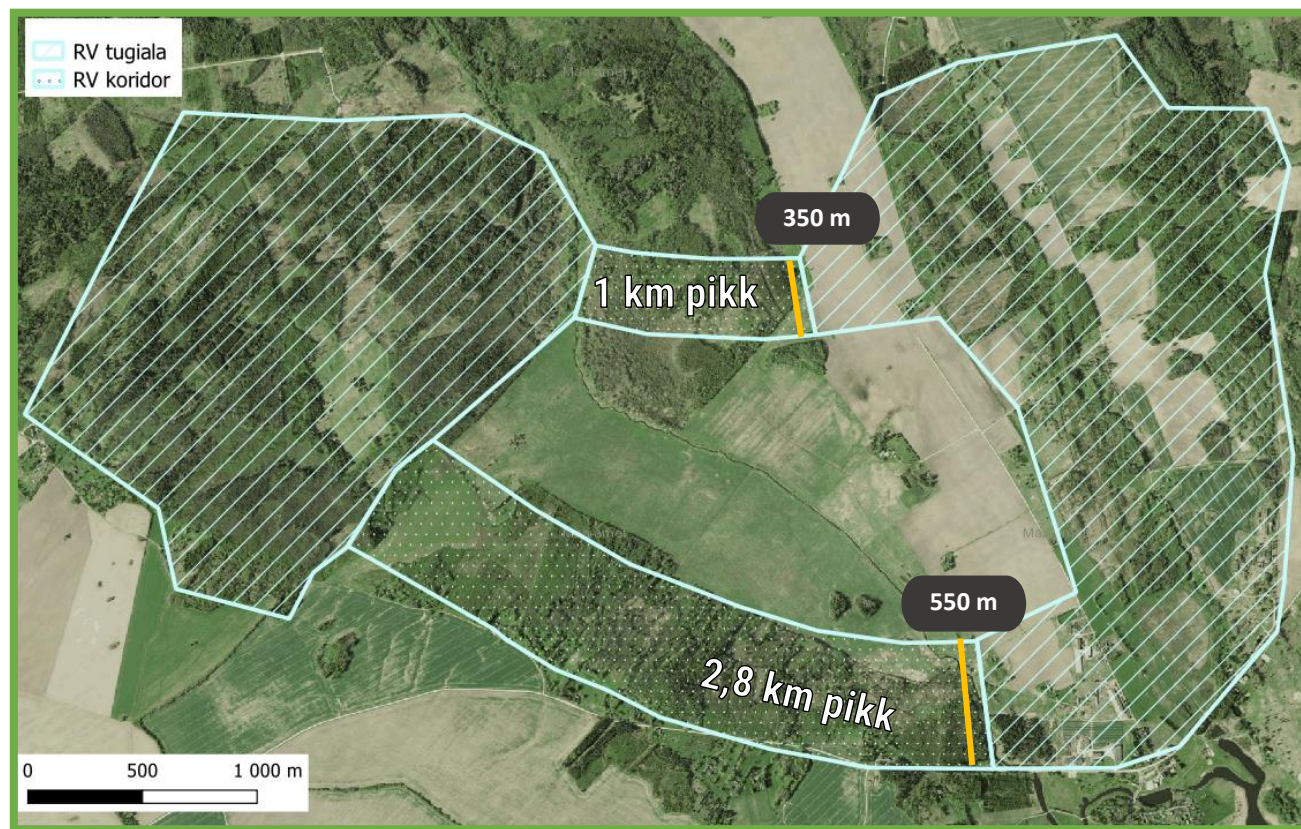 RV tugiala
RV koridor
350 m
1 km pikk
550 m
2,8 km pikk
0 500 1 000 m